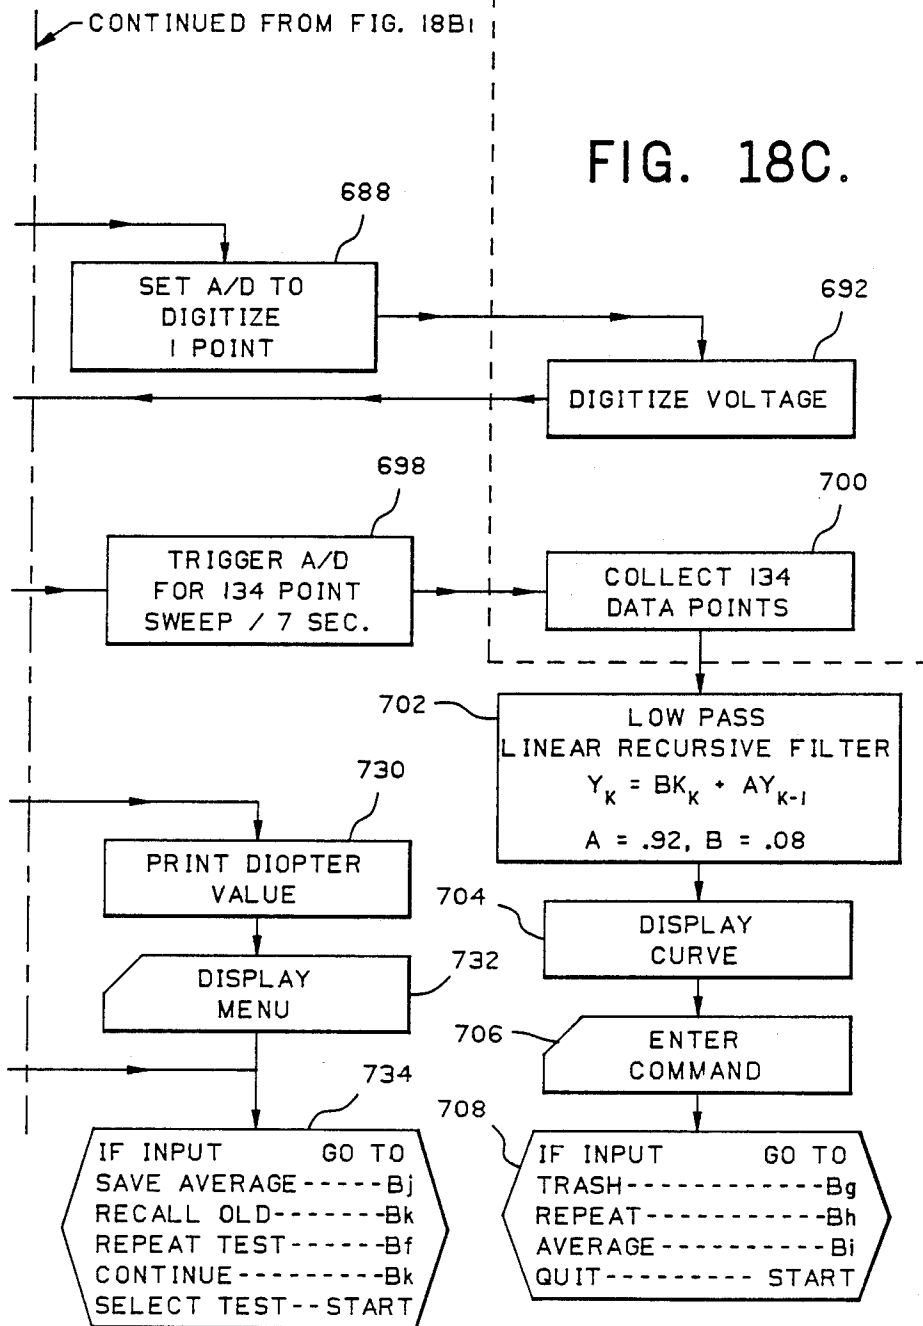 CONTINUED FROM FIG. 18B1
FIG. 18C.
688
SET A/D TO
DIGITIZE
1 POINT
692
DIGITIZE VOLTAGE
698
TRIGGER A/D
FOR 134 POINT
SWEEP / 7 SEC.
700
COLLECT 134
DATA POINTS
702
LOW PASS
LINEAR RECURSIVE FILTER
Y_K = BK_K + AY_K-1
A = .92, B = .08
730
PRINT DIOPTER
VALUE
704
DISPLAY
CURVE
732
DISPLAY
MENU
706
ENTER
COMMAND
734
IF INPUT GO TO
SAVE AVERAGE-----Bj
RECALL OLD-------Bk
REPEAT TEST------Bf
CONTINUE---------Bk
SELECT TEST--START
708
IF INPUT GO TO
TRASH------------Bg
REPEAT-----------Bh
AVERAGE----------Bi
QUIT--------- START